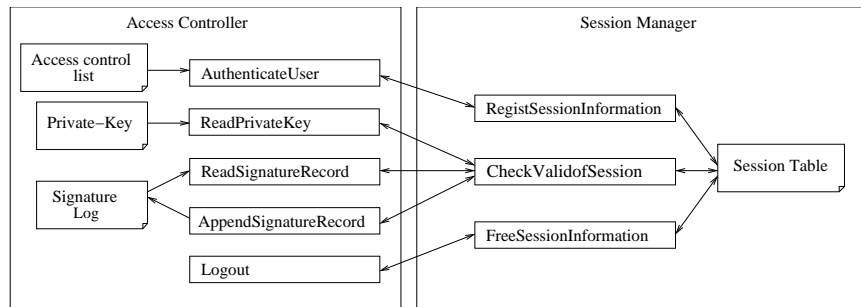 Access Controller
Session Manager
Access control
list
AuthenticateUser
RegistSessionInformation
Private-Key
ReadPrivateKey
ReadSignatureRecord
CheckValidofSession
Session Table
Signature
Log
AppendSignatureRecord
FreeSessionInformation
Logout